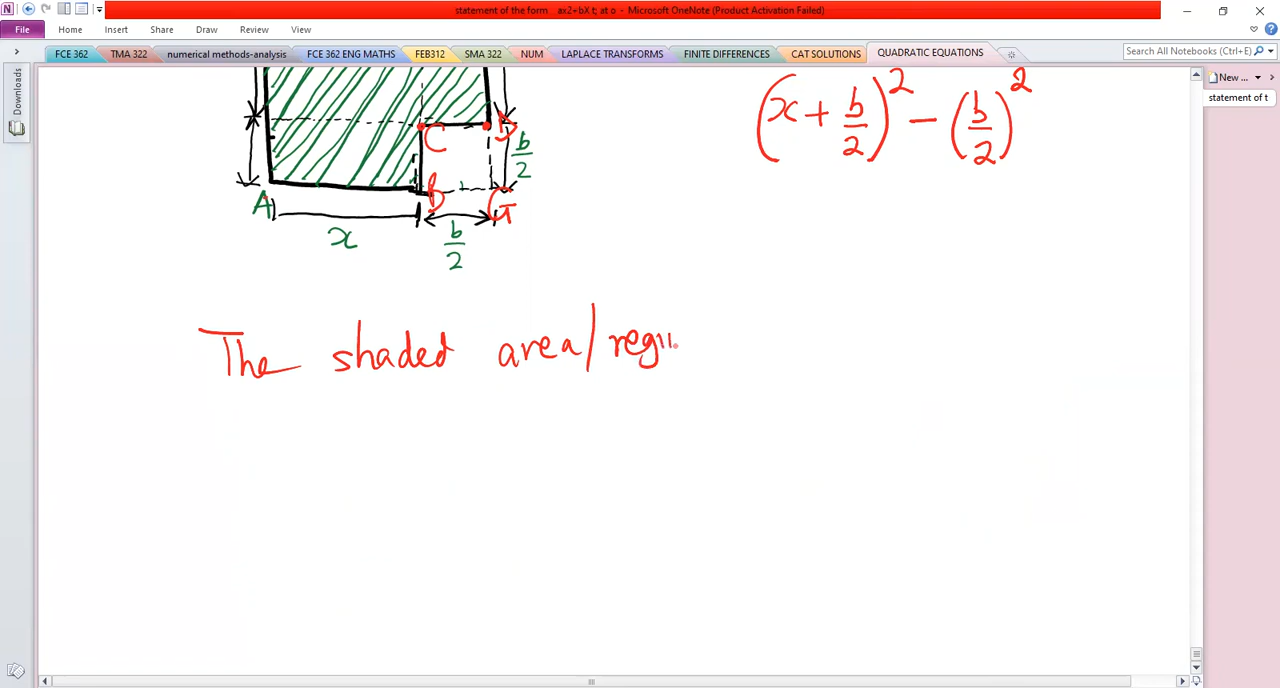 statement of the form ax2+bX t; at o - Microsoft OneNote (Product Activation Failed)
File Home Insert Share Draw Review View
FCE 362 TMA 322 numerical methods-analysis FCE 362 ENG MATHS FEB312 SMA 322 NUM LAPLACE TRANSFORMS FINITE DIFFERENCES CAT SOLUTIONS QUADRATIC EQUATIONS Search All Notebooks (Ctrl+E)
Downloads
New ...
statement of t
(x + b/2)² − (b/2)²
C D b/2
A B G
x b/2
The shaded area/regi